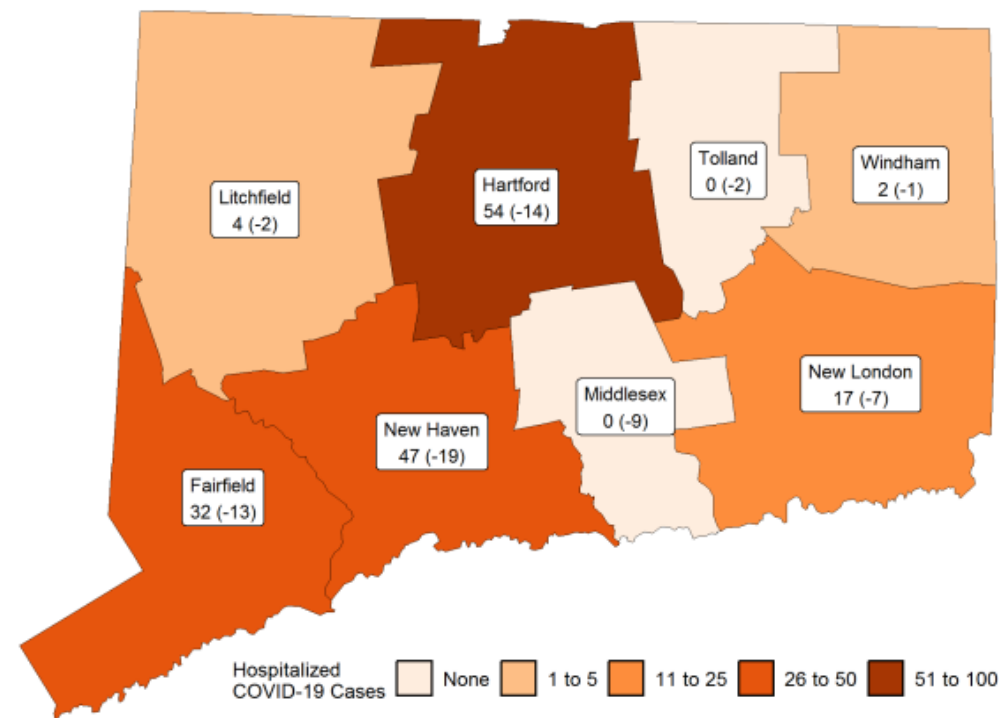 Tolland
0 (-2)
Windham
2 (-1)
Hartford
54 (-14)
Litchfield
4 (-2)
New London
17 (-7)
Middlesex
0 (-9)
New Haven
47 (-19)
Fairfield
32 (-13)
Hospitalized
COVID-19 Cases
None
1 to 5
11 to 25
26 to 50
51 to 100